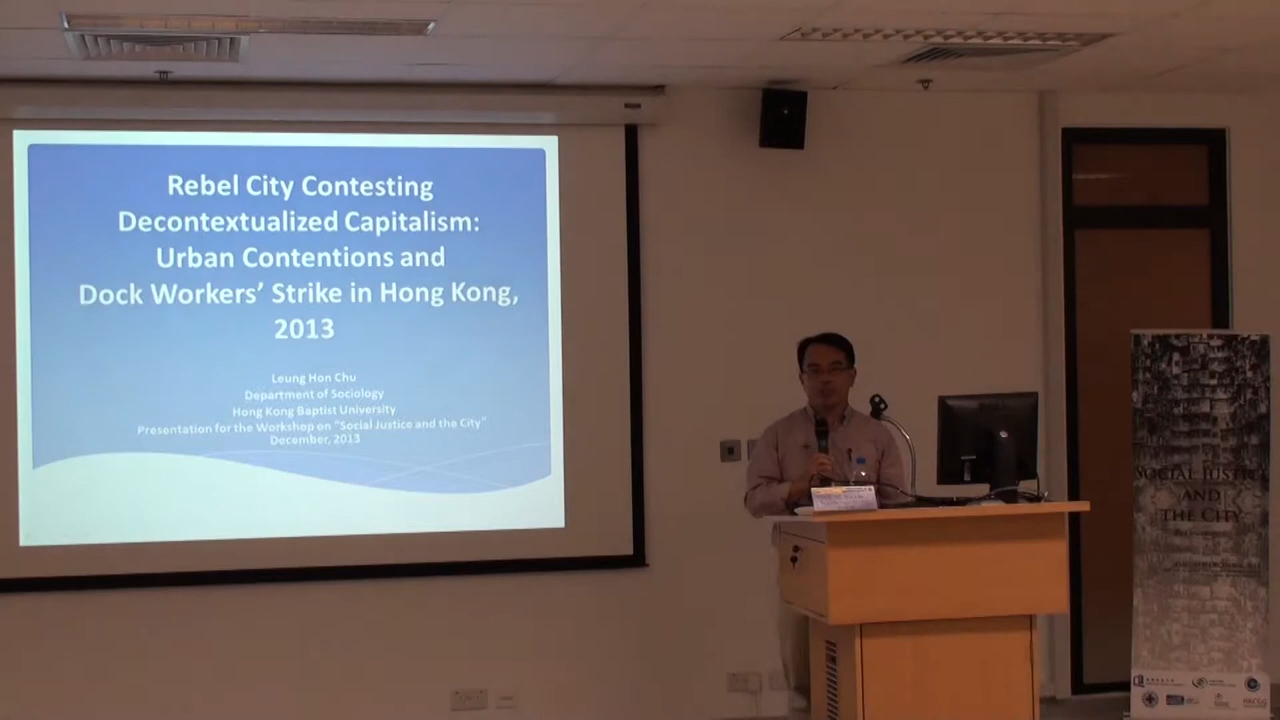 Rebel City Contesting
Decontextualized Capitalism:
Urban Contentions and
Dock Workers’ Strike in Hong Kong,
2013
Leung Hon Chu
Department of Sociology
Hong Kong Baptist University
Presentation for the Workshop on “Social Justice and the City”
December, 2013
Social Justice
and
the City